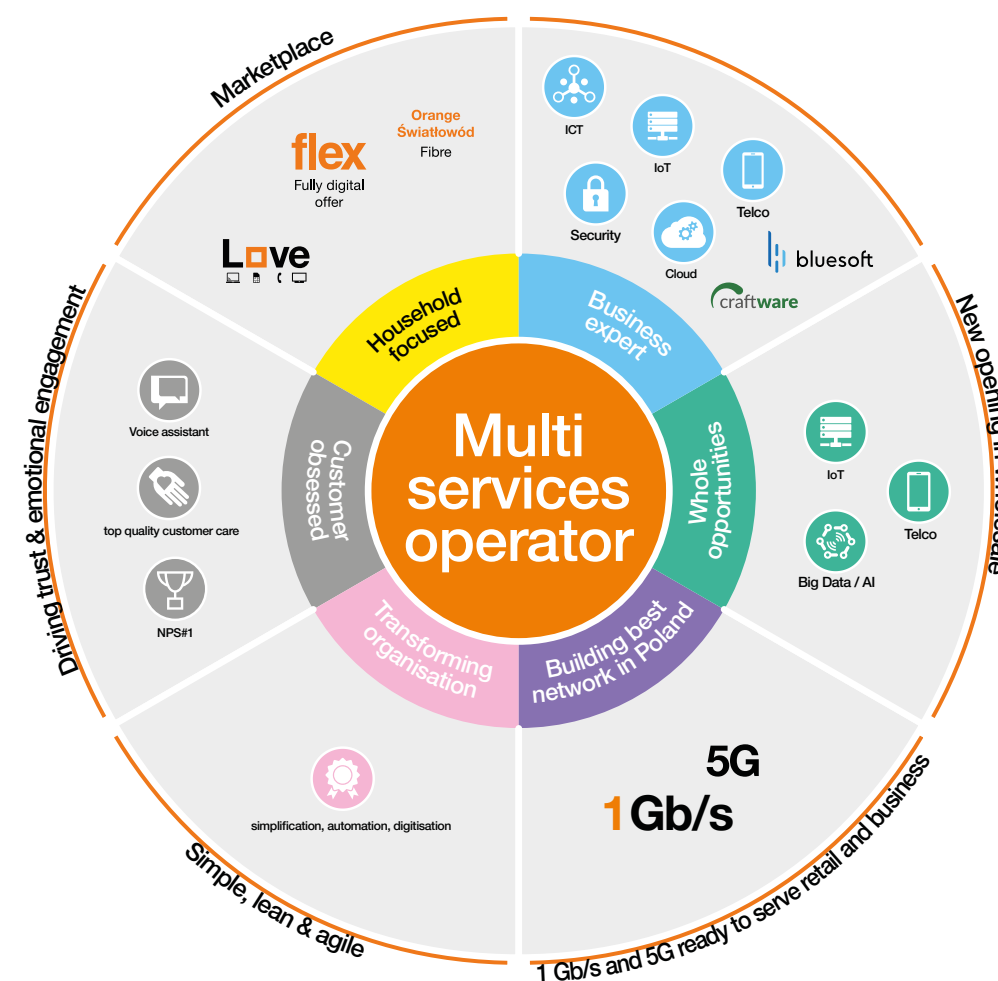 Marketplace
Orange
Światłowód
Fibre
flex
Fully digital
offer
Love
ICT
IoT
Security
Telco
Cloud
bluesoft
craftware
Household
focused
Business
expert
Driving trust & emotional engagement
Voice assistant
top quality customer care
NPS#1
Customer
obsessed
Multi
services
operator
Whole
opportunities
New opening in wholesale
IoT
Telco
Big Data / AI
Transforming
organisation
Building best
network in Poland
simplification, automation, digitisation
5G
1Gb/s
Simple, lean & agile
1 Gb/s and 5G ready to serve retail and business